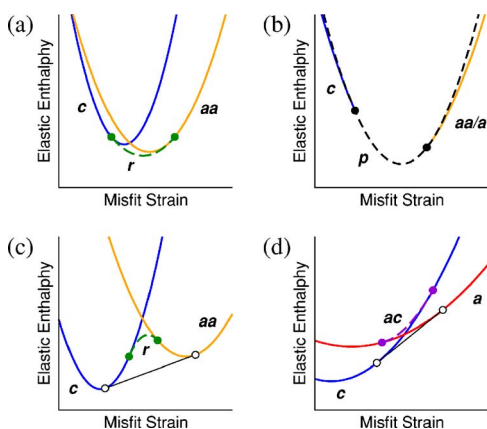 (a)
Elastic Enthalpy
c
aa
r
Misfit Strain
(b)
Elastic Enthalpy
c
aa/a
p
Misfit Strain
(c)
Elastic Enthalpy
aa
r
c
Misfit Strain
(d)
Elastic Enthalpy
a
ac
c
Misfit Strain